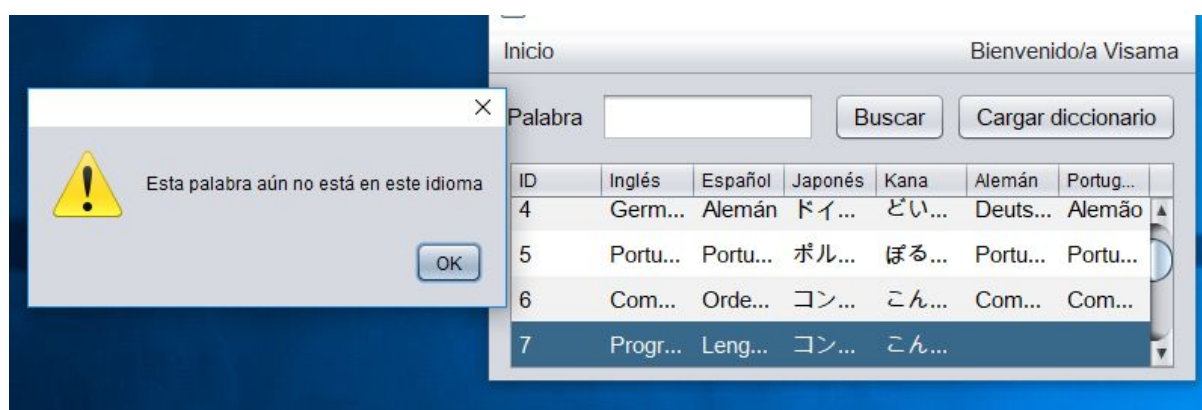 Inicio Bienvenido/a Visama
Palabra Buscar Cargar diccionario
Esta palabra aún no está en este idioma
OK
ID Inglés Español Japonés Kana Alemán Portug...
4 Germ... Alemán ドイ... どい... Deuts... Alemão
5 Portu... Portu... ポル... ぽる... Portu... Portu...
6 Com... Orde... コン... こん... Com... Com...
7 Progr... Leng... コン... こん...